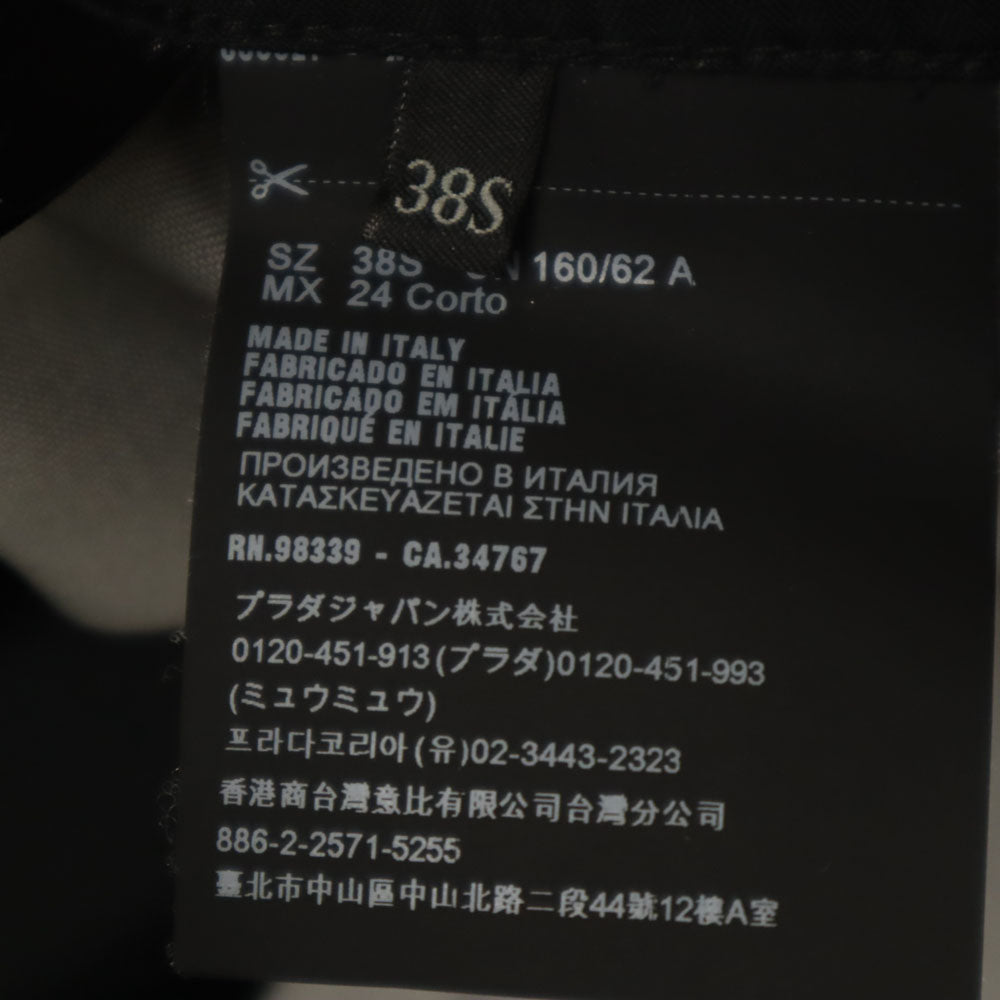 38S
SZ 38S 160/62 A
MX 24 Corto
MADE IN ITALY
FABRICADO EN ITALIA
FABRICADO EM ITÁLIA
FABRIQUÉ EN ITALIE
ПРОИЗВЕДЕНО В ИТАЛИЯ
ΚΑΤΑΣΚΕΥΑΖΕΤΑΙ ΣΤΗΝ ΙΤΑΛΙΑ
RN.98339 - CA.34767
プラダジャパン株式会社
0120-451-913(プラダ)0120-451-993
(ミュウミュウ)
프라다코리아(유)02-3443-2323
香港商台灣意比有限公司台灣分公司
886-2-2571-5255
臺北市中山區中山北路二段44號12樓A室